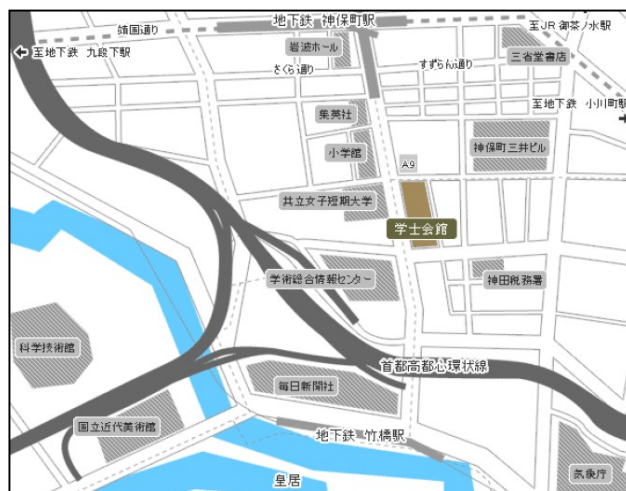 靖国通り
地下鉄 神保町駅
至JR 御茶ノ水駅
至地下鉄 九段下駅
岩波ホール
さくら通り
すずらん通り
三省堂書店
至地下鉄 小川町駅
集英社
小学館
神保町三井ビル
A9
共立女子短期大学
学士会館
学術総合情報センター
神田税務署
科学技術館
首都高都心環状線
毎日新聞社
国立近代美術館
地下鉄 竹橋駅
気象庁
皇居